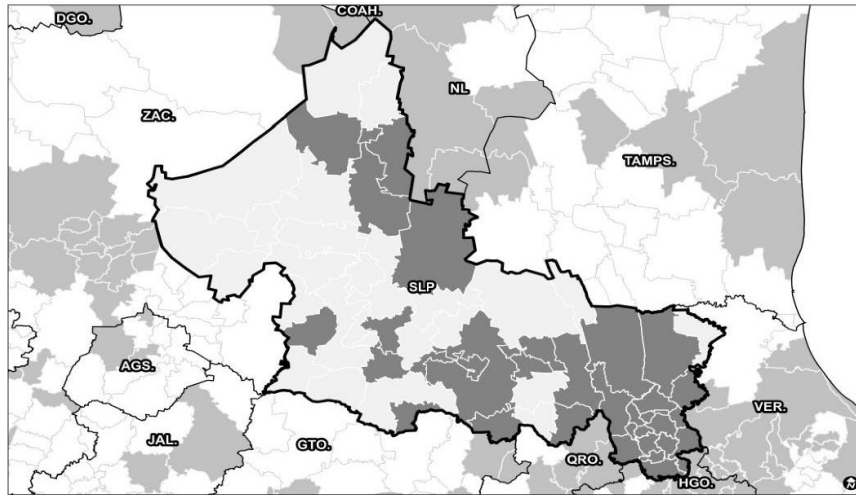 DGO.
COAH.
NL
ZAC.
TAMPS.
SLP
AGS.
VER.
JAL.
GTO.
QRO.
HGO.